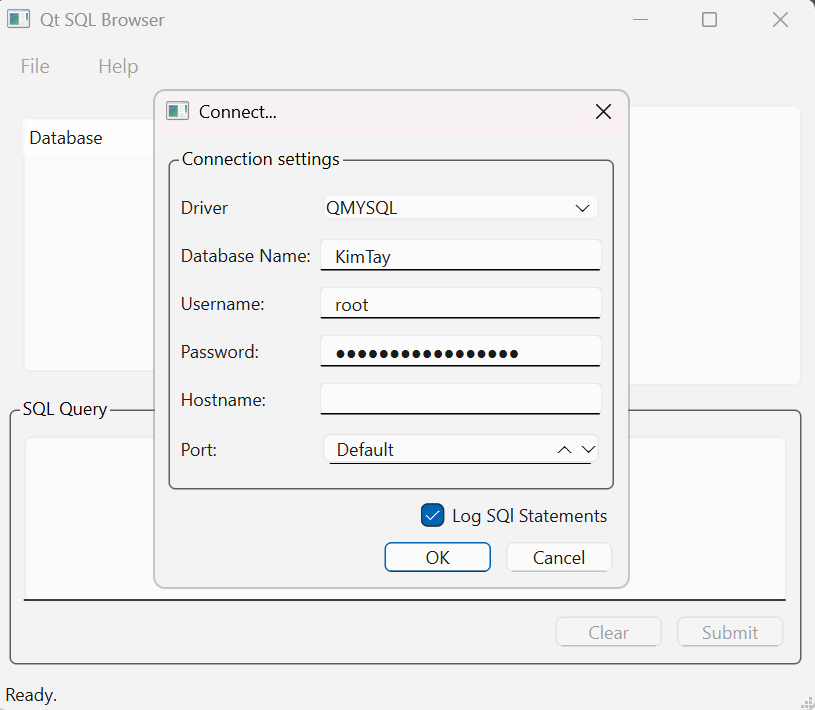 Qt SQL Browser
File Help
Database
Connect...
Connection settings
Driver QMYSQL
Database Name: KimTay
Username: root
Password: ●●●●●●●●●●●●●●●●●
Hostname:
Port: Default
Log SQl Statements
OK Cancel
SQL Query
Clear Submit
Ready.